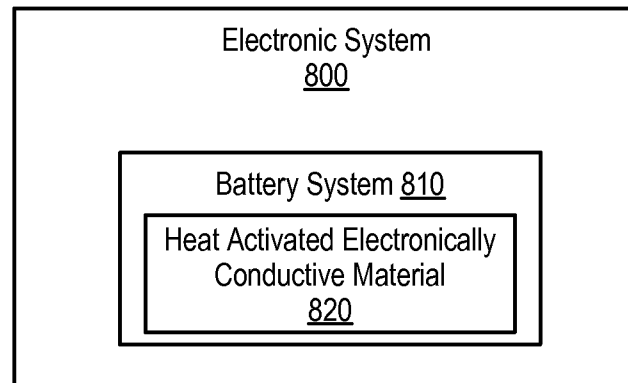 Electronic System
800
Battery System 810
Heat Activated Electronically
Conductive Material
820